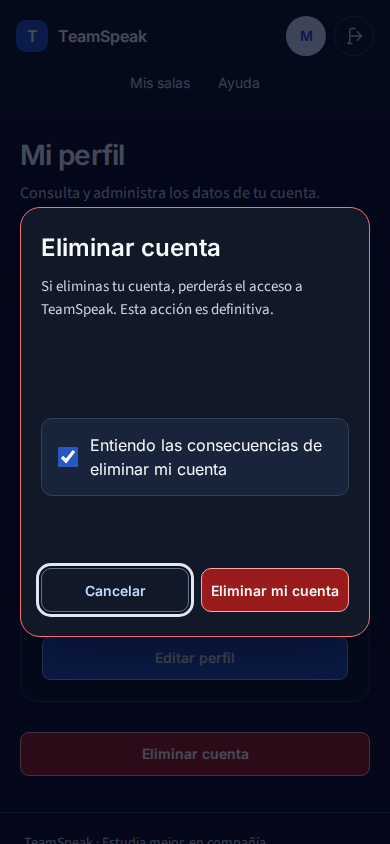 T TeamSpeak M
Mis salas Ayuda
Mi perfil
Consulta y administra los datos de tu cuenta.
Eliminar cuenta
Si eliminas tu cuenta, perderás el acceso a
TeamSpeak. Esta acción es definitiva.
Entiendo las consecuencias de
eliminar mi cuenta
Cancelar Eliminar mi cuenta
Editar perfil
Eliminar cuenta
TeamSpeak · Estudia mejor, en compañía